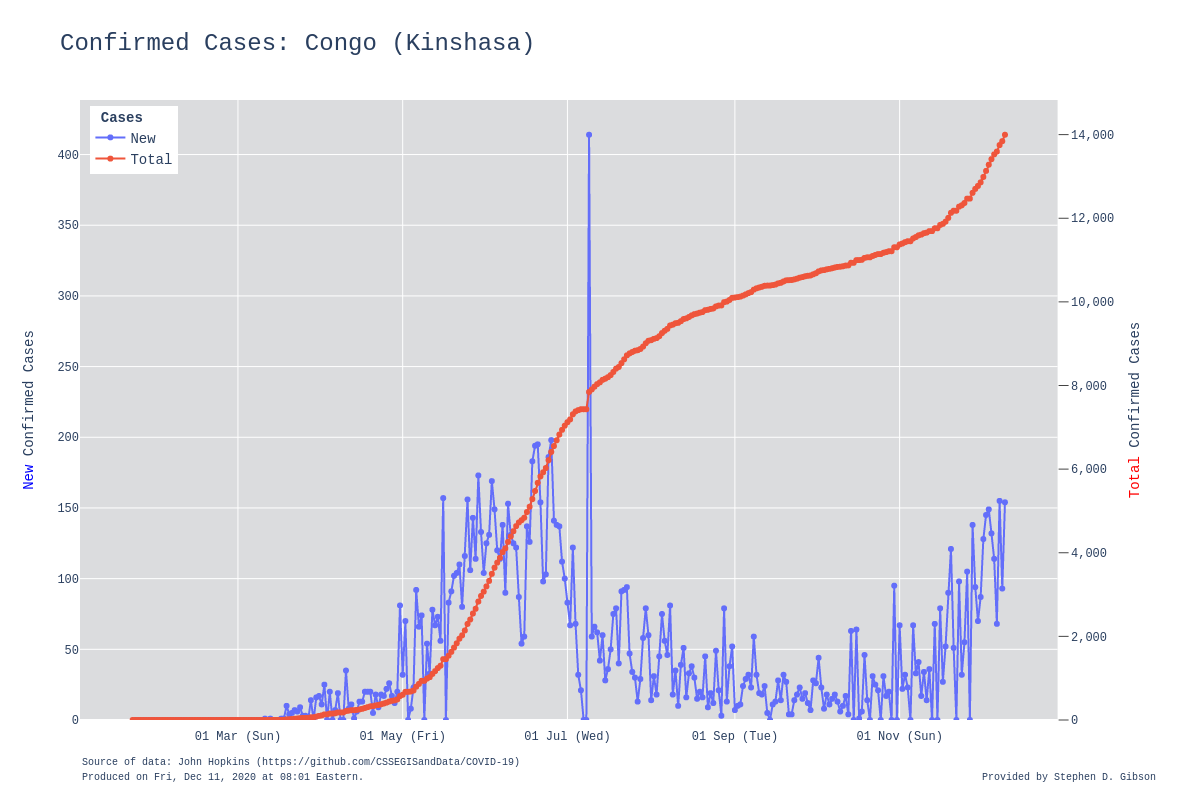 Confirmed Cases: Congo (Kinshasa)
Cases
New
Total
400
350
300
250
200
150
100
50
0
New Confirmed Cases
14,000
12,000
10,000
8,000
6,000
4,000
2,000
0
Total Confirmed Cases
01 Mar (Sun)
01 May (Fri)
01 Jul (Wed)
01 Sep (Tue)
01 Nov (Sun)
Source of data: John Hopkins (https://github.com/CSSEGISandData/COVID-19)
Produced on Fri, Dec 11, 2020 at 08:01 Eastern.
Provided by Stephen D. Gibson